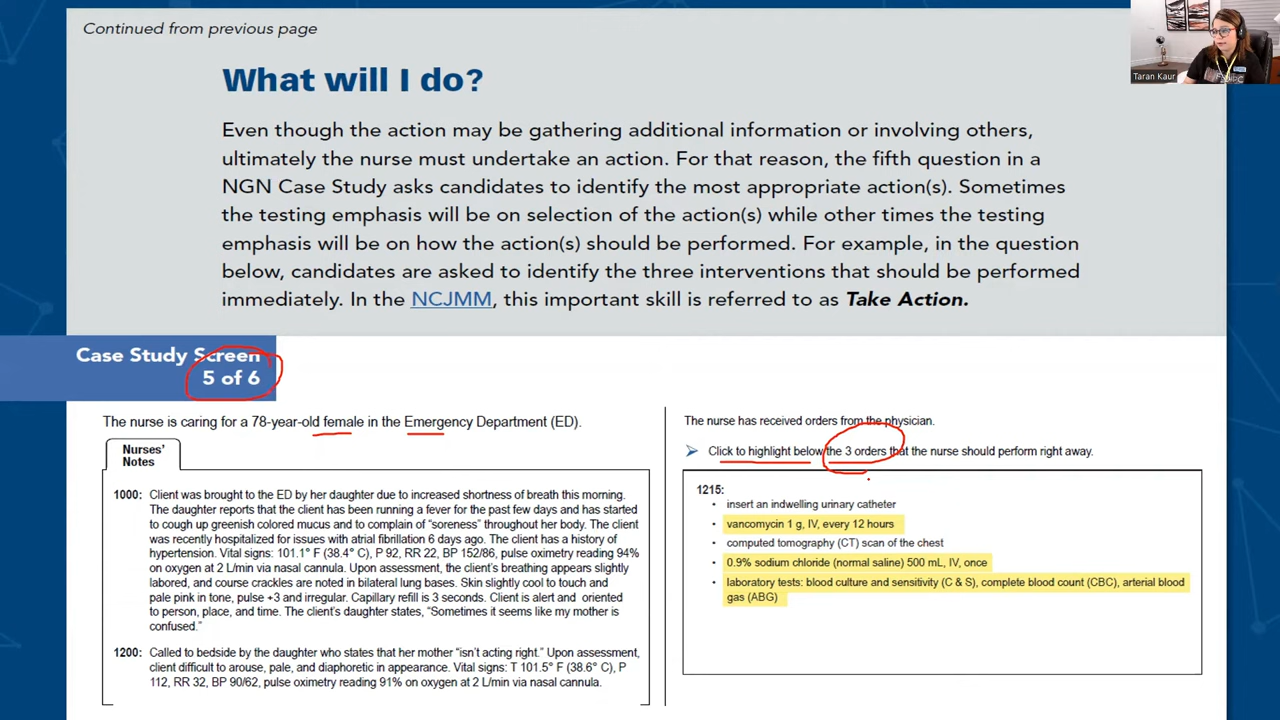 Continued from previous page
Taran Kaur
What will I do?
Even though the action may be gathering additional information or involving others,
ultimately the nurse must undertake an action. For that reason, the fifth question in a
NGN Case Study asks candidates to identify the most appropriate action(s). Sometimes
the testing emphasis will be on selection of the action(s) while other times the testing
emphasis will be on how the action(s) should be performed. For example, in the question
below, candidates are asked to identify the three interventions that should be performed
immediately. In the NCJMM, this important skill is referred to as Take Action.
Case Study Screen
5 of 6
The nurse is caring for a 78-year-old female in the Emergency Department (ED).
Nurses'
Notes
1000: Client was brought to the ED by her daughter due to increased shortness of breath this morning.
The daughter reports that the client has been running a fever for the past few days and has started
to cough up greenish colored mucus and to complain of "soreness" throughout her body. The client
was recently hospitalized for issues with atrial fibrillation 6 days ago. The client has a history of
hypertension. Vital signs: 101.1° F (38.4° C), P 92, RR 22, BP 152/86, pulse oximetry reading 94%
on oxygen at 2 L/min via nasal cannula. Upon assessment, the client's breathing appears slightly
labored, and course crackles are noted in bilateral lung bases. Skin slightly cool to touch and
pale pink in tone, pulse +3 and irregular. Capillary refill is 3 seconds. Client is alert and oriented
to person, place, and time. The client's daughter states, "Sometimes it seems like my mother is
confused."
1200: Called to bedside by the daughter who states that her mother "isn't acting right." Upon assessment,
client difficult to arouse, pale, and diaphoretic in appearance. Vital signs: T 101.5° F (38.6° C), P
112, RR 32, BP 90/62, pulse oximetry reading 91% on oxygen at 2 L/min via nasal cannula.
The nurse has received orders from the physician.
Click to highlight below the 3 orders that the nurse should perform right away.
1215:
• insert an indwelling urinary catheter
• vancomycin 1 g, IV, every 12 hours
• computed tomography (CT) scan of the chest
• 0.9% sodium chloride (normal saline) 500 mL, IV, once
• laboratory tests: blood culture and sensitivity (C & S), complete blood count (CBC), arterial blood
gas (ABG)